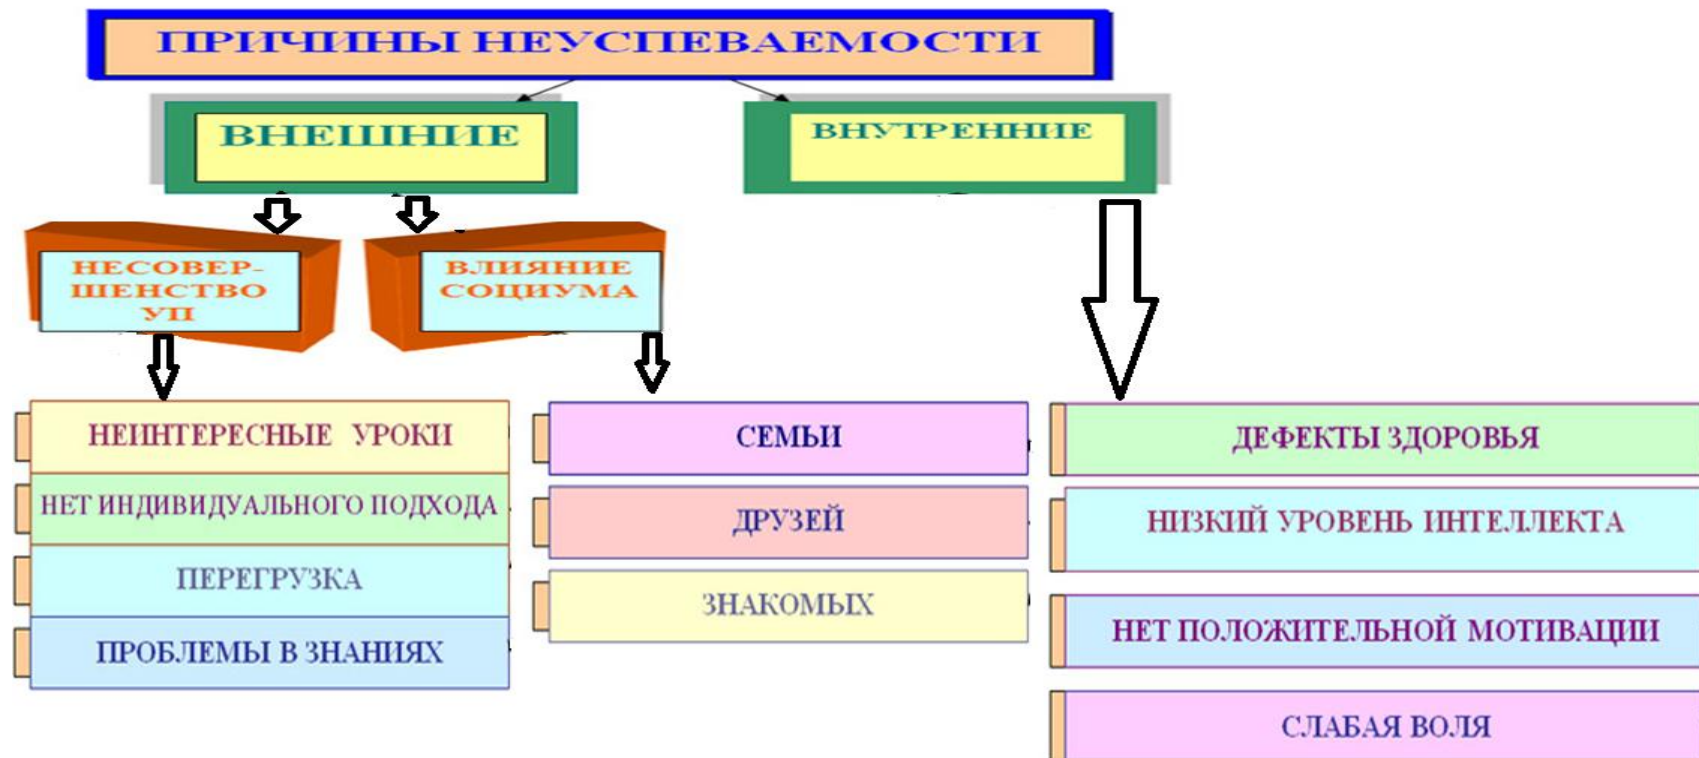 ПРИЧИНЫ НЕУСПЕВАЕМОСТИ
ВНЕШНИЕ
ВНУТРЕННИЕ
НЕСОВЕР-
ШЕНСТВО
УП
ВЛИЯНИЕ
СОЦИУМА
НЕИНТЕРЕСНЫЕ УРОКИ
НЕТ ИНДИВИДУАЛЬНОГО ПОДХОДА
ПЕРЕГРУЗКА
ПРОБЛЕМЫ В ЗНАНИЯХ
СЕМЬИ
ДРУЗЕЙ
ЗНАКОМЫХ
ДЕФЕКТЫ ЗДОРОВЬЯ
НИЗКИЙ УРОВЕНЬ ИНТЕЛЛЕКТА
НЕТ ПОЛОЖИТЕЛЬНОЙ МОТИВАЦИИ
СЛАБАЯ ВОЛЯ